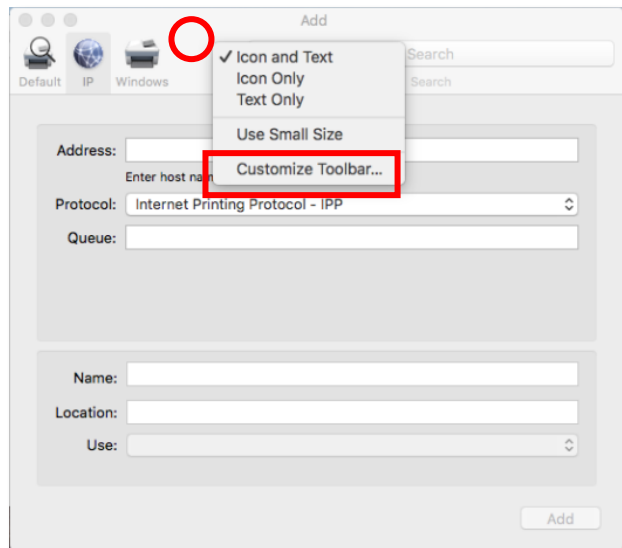 Add
✓ Icon and Text
Icon Only
Text Only
Use Small Size
Customize Toolbar...
Search
Default IP Windows Search
Address:
Enter host
Protocol: Internet Printing Protocol - IPP
Queue:
Name:
Location:
Use:
Add